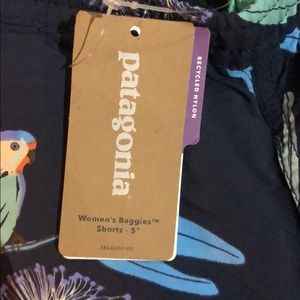 patagonia
RECYCLED NYLON
Women's Baggies™
Shorts - 5"
RELAXED FIT